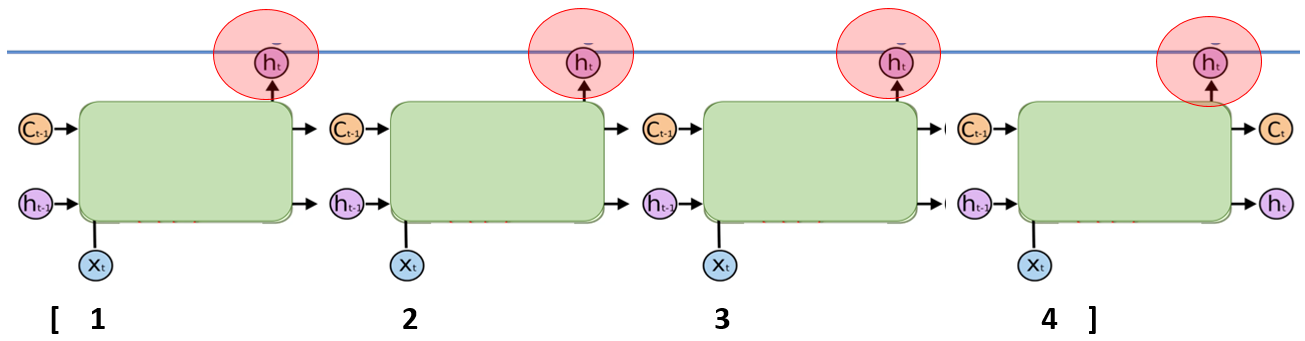 hₜ hₜ hₜ hₜ
Cₜ₋₁ Cₜ₋₁ Cₜ₋₁ Cₜ₋₁ Cₜ
hₜ₋₁ hₜ₋₁ hₜ₋₁ hₜ₋₁ hₜ
xₜ xₜ xₜ xₜ
[ 1 2 3 4 ]